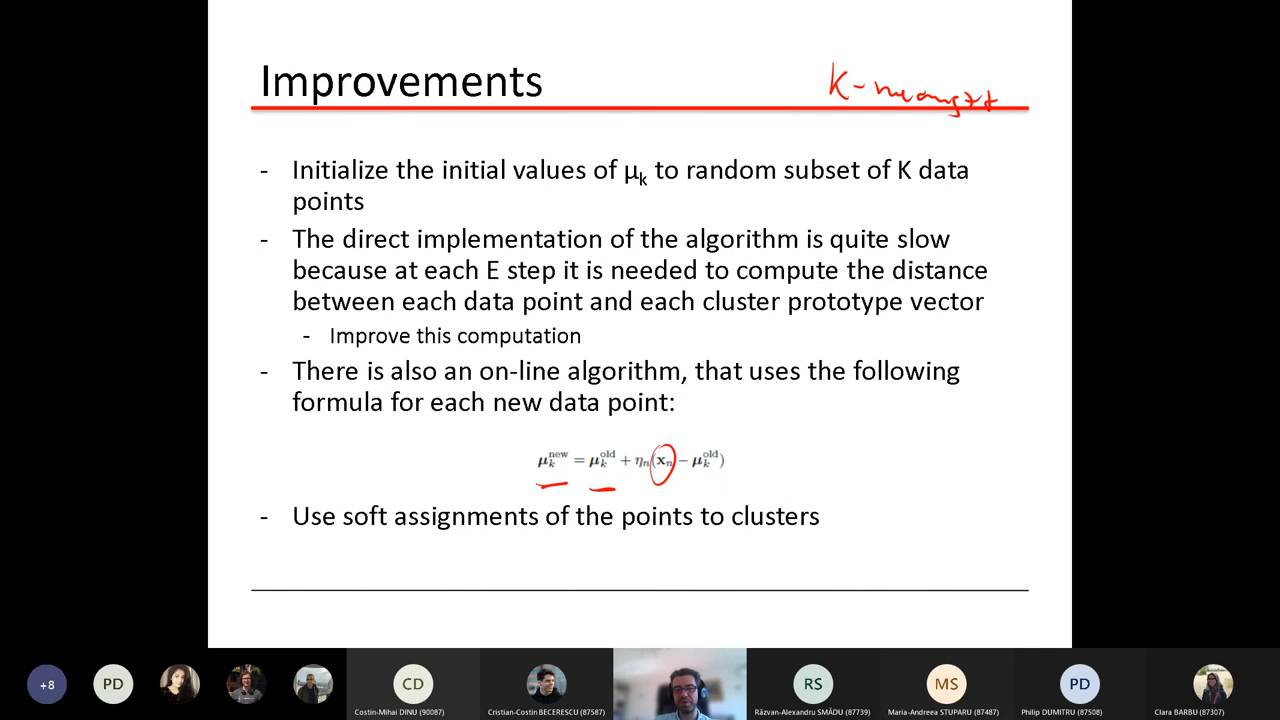 Improvements
- Initialize the initial values of μk to random subset of K data
points
- The direct implementation of the algorithm is quite slow
because at each E step it is needed to compute the distance
between each data point and each cluster prototype vector
- Improve this computation
- There is also an on-line algorithm, that uses the following
formula for each new data point:
μₖⁿᵉʷ = μₖᵒˡᵈ + ηₙ(xₙ − μₖᵒˡᵈ)
- Use soft assignments of the points to clusters
+8
PD
CD
RS
MS
PD
Costin-Mihai DINU (90087)
Cristian-Costin BECERESCU (87587)
Răzvan-Alexandru SMĂDU (87739)
Maria-Andreea STUPARU (87487)
Philip DUMITRU (87508)
Clara BARBU (87307)